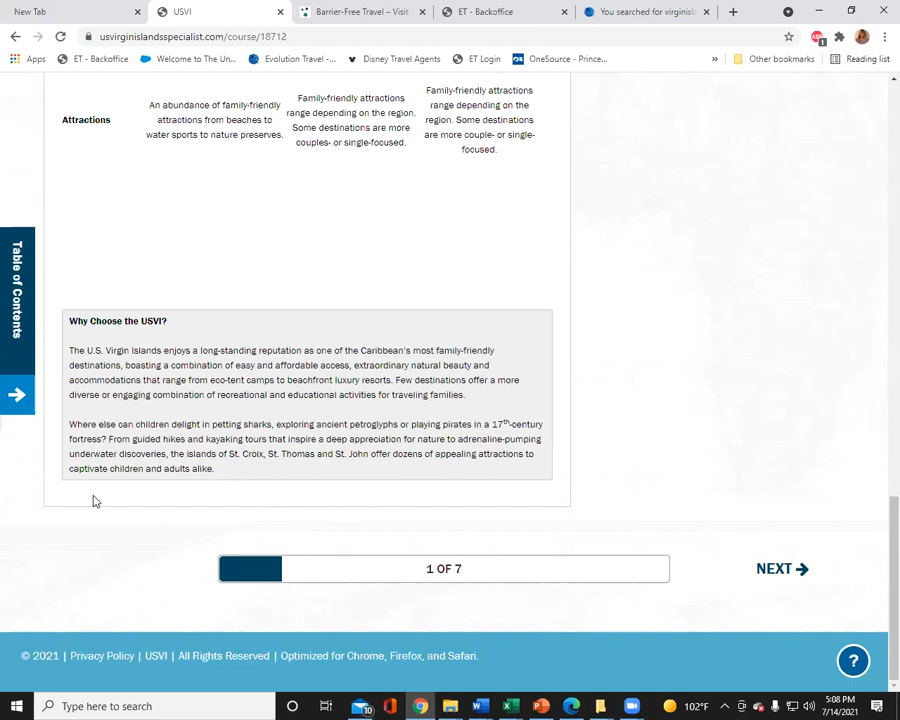 New Tab
USVI
Barrier-Free Travel – Visit
ET - Backoffice
You searched for virginisl
usvirginislandsspecialist.com/course/18712
Apps
ET - Backoffice
Welcome to The Un...
Evolution Travel –...
Disney Travel Agents
ET Login
OneSource - Prince...
»
Other bookmarks
Reading list
Attractions
An abundance of family-friendly
attractions from beaches to
water sports to nature preserves.
Family-friendly attractions
range depending on the region.
Some destinations are more
couples- or single-focused.
Family-friendly attractions
range depending on the
region. Some destinations
are more couple- or single-
focused.
Table of Contents
Why Choose the USVI?
The U.S. Virgin Islands enjoys a long-standing reputation as one of the Caribbean's most family-friendly
destinations, boasting a combination of easy and affordable access, extraordinary natural beauty and
accommodations that range from eco-tent camps to beachfront luxury resorts. Few destinations offer a more
diverse or engaging combination of recreational and educational activities for traveling families.
Where else can children delight in petting sharks, exploring ancient petroglyphs or playing pirates in a 17th-century
fortress? From guided hikes and kayaking tours that inspire a deep appreciation for nature to adrenaline-pumping
underwater discoveries, the islands of St. Croix, St. Thomas and St. John offer dozens of appealing attractions to
captivate children and adults alike.
1 OF 7
NEXT
© 2021 | Privacy Policy | USVI | All Rights Reserved | Optimized for Chrome, Firefox, and Safari.
?
Type here to search
10
102°F
5:08 PM
7/14/2021